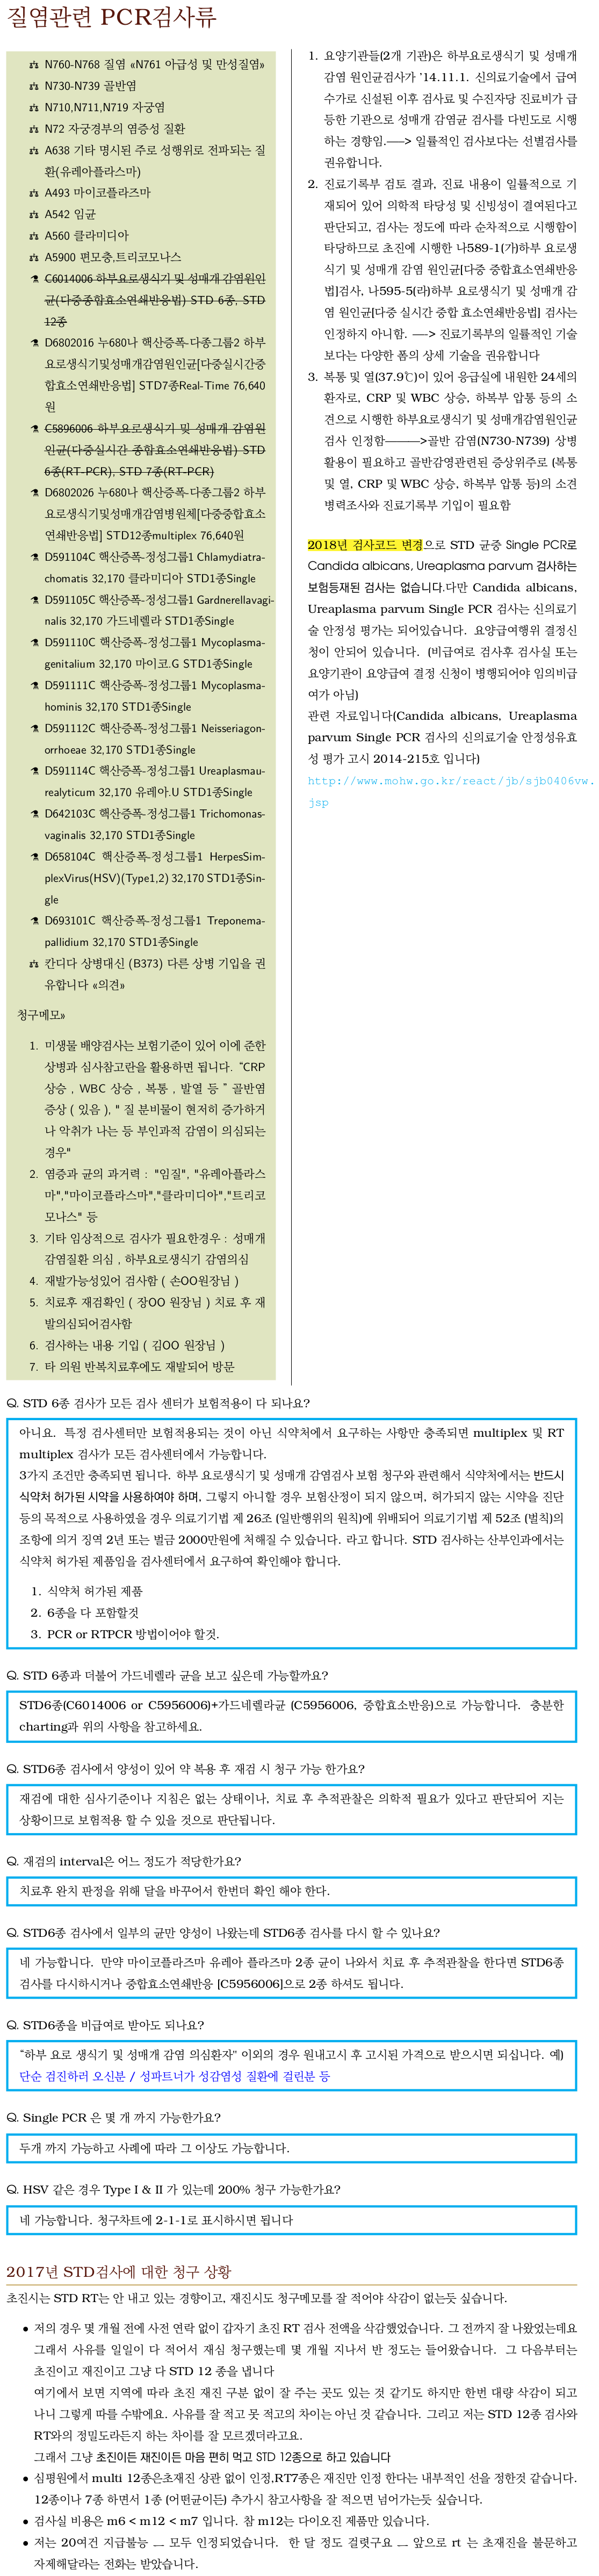 질염관련 PCR검사류
N760-N768 질염 «N761 아급성 및 만성질염»
N730-N739 골반염
N710,N711,N719 자궁염
N72 자궁경부의 염증성 질환
A638 기타 명시된 주로 성행위로 전파되는 질
환(유레아플라스마)
A493 마이코플라즈마
A542 임균
A560 클라미디아
A5900 편모충,트리코모나스
C6014006 하부요로생식기 및 성매개 감염원인
균(다중중합효소연쇄반응법) STD 6종, STD
12종
D6802016 누680나 핵산증폭-다종그룹2 하부
요로생식기및성매개감염원인균[다중실시간중
합효소연쇄반응법] STD7종Real-Time 76,640
원
C5896006 하부요로생식기 및 성매개 감염원
인균(다중실시간 중합효소연쇄반응법) STD
6종(RT-PCR), STD 7종(RT-PCR)
D6802026 누680나 핵산증폭-다종그룹2 하부
요로생식기및성매개감염병원체[다중중합효소
연쇄반응법] STD12종multiplex 76,640원
D591104C 핵산증폭-정성그룹1 Chlamydiatra-
chomatis 32,170 클라미디아 STD1종Single
D591105C 핵산증폭-정성그룹1 Gardnerellavagi-
nalis 32,170 가드네렐라 STD1종Single
D591110C 핵산증폭-정성그룹1 Mycoplasma-
genitalium 32,170 마이코.G STD1종Single
D591111C 핵산증폭-정성그룹1 Mycoplasma-
hominis 32,170 STD1종Single
D591112C 핵산증폭-정성그룹1 Neisseriagon-
orrhoeae 32,170 STD1종Single
D591114C 핵산증폭-정성그룹1 Ureaplasmau-
realyticum 32,170 유레아.U STD1종Single
D642103C 핵산증폭-정성그룹1 Trichomonas-
vaginalis 32,170 STD1종Single
D658104C 핵산증폭-정성그룹1 HerpesSim-
plexVirus(HSV)(Type1,2) 32,170 STD1종Sin-
gle
D693101C 핵산증폭-정성그룹1 Treponema-
pallidium 32,170 STD1종Single
칸디다 상병대신 (B373) 다른 상병 기입을 권
유합니다 «의견»
청구메모»
1. 미생물 배양검사는 보험기준이 있어 이에 준한
상병과 심사참고란을 활용하면 됩니다. “CRP
상승 , WBC 상승 , 복통 , 발열 등 ” 골반염
증상 ( 있음 ), " 질 분비물이 현저히 증가하거
나 악취가 나는 등 부인과적 감염이 의심되는
경우"
2. 염증과 균의 과거력 : "임질", "유레아플라스
마","마이코플라스마","클라미디아","트리코
모나스" 등
3. 기타 임상적으로 검사가 필요한경우 : 성매개
감염질환 의심 , 하부요로생식기 감염의심
4. 재발가능성있어 검사함 ( 손OO원장님 )
5. 치료후 재검확인 ( 장OO 원장님 ) 치료 후 재
발의심되어검사함
6. 검사하는 내용 기입 ( 김OO 원장님 )
7. 타 의원 반복치료후에도 재발되어 방문
1. 요양기관들(2개 기관)은 하부요로생식기 및 성매개
감염 원인균검사가 ’14.11.1. 신의료기술에서 급여
수가로 신설된 이후 검사료 및 수진자당 진료비가 급
등한 기관으로 성매개 감염균 검사를 다빈도로 시행
하는 경향임.—–> 일률적인 검사보다는 선별검사를
권유합니다.
2. 진료기록부 검토 결과, 진료 내용이 일률적으로 기
재되어 있어 의학적 타당성 및 신빙성이 결여된다고
판단되고, 검사는 정도에 따라 순차적으로 시행함이
타당하므로 초진에 시행한 나589-1(가)하부 요로생
식기 및 성매개 감염 원인균[다중 중합효소연쇄반응
법]검사, 나595-5(라)하부 요로생식기 및 성매개 감
염 원인균[다중 실시간 중합 효소연쇄반응법] 검사는
인정하지 아니함. —-> 진료기록부의 일률적인 기술
보다는 다양한 폼의 상세 기술을 권유합니다
3. 복통 및 열(37.9℃)이 있어 응급실에 내원한 24세의
환자로, CRP 및 WBC 상승, 하복부 압통 등의 소
견으로 시행한 하부요로생식기 및 성매개감염원인균
검사 인정함———>골반 감염(N730-N739) 상병
활용이 필요하고 골반감영관련된 증상위주로 (복통
및 열, CRP 및 WBC 상승, 하복부 압통 등)의 소견
병력조사와 진료기록부 기입이 필요함
2018년 검사코드 변경으로 STD 균중 Single PCR로
Candida albicans, Ureaplasma parvum 검사하는
보험등재된 검사는 없습니다.다만 Candida albicans,
Ureaplasma parvum Single PCR 검사는 신의료기
술 안정성 평가는 되어있습니다. 요양급여행위 결정신
청이 안되어 있습니다. (비급여로 검사후 검사실 또는
요양기관이 요양급여 결정 신청이 병행되어야 임의비급
여가 아님)
관련 자료입니다(Candida albicans, Ureaplasma
parvum Single PCR 검사의 신의료기술 안정성유효
성 평가 고시 2014-215호 입니다)
http://www.mohw.go.kr/react/jb/sjb0406vw.
jsp
Q. STD 6종 검사가 모든 검사 센터가 보험적용이 다 되나요?
아니요. 특정 검사센터만 보험적용되는 것이 아닌 식약처에서 요구하는 사항만 충족되면 multiplex 및 RT
multiplex 검사가 모든 검사센터에서 가능합니다.
3가지 조건만 충족되면 됩니다. 하부 요로생식기 및 성매개 감염검사 보험 청구와 관련해서 식약처에서는 반드시
식약처 허가된 시약을 사용하여야 하며, 그렇지 아니할 경우 보험산정이 되지 않으며, 허가되지 않는 시약을 진단
등의 목적으로 사용하였을 경우 의료기기법 제 26조 (일반행위의 원칙)에 위배되어 의료기기법 제 52조 (벌칙)의
조항에 의거 징역 2년 또는 벌금 2000만원에 처해질 수 있습니다. 라고 합니다. STD 검사하는 산부인과에서는
식약처 허가된 제품임을 검사센터에서 요구하여 확인해야 합니다.
1. 식약처 허가된 제품
2. 6종을 다 포함할것
3. PCR or RTPCR 방법이어야 할것.
Q. STD 6종과 더불어 가드네렐라 균을 보고 싶은데 가능할까요?
STD6종(C6014006 or C5956006)+가드네렐라균 (C5956006, 중합효소반응)으로 가능합니다. 충분한
charting과 위의 사항을 참고하세요.
Q. STD6종 검사에서 양성이 있어 약 복용 후 재검 시 청구 가능 한가요?
재검에 대한 심사기준이나 지침은 없는 상태이나, 치료 후 추적관찰은 의학적 필요가 있다고 판단되어 지는
상황이므로 보험적용 할 수 있을 것으로 판단됩니다.
Q. 재검의 interval은 어느 정도가 적당한가요?
치료후 완치 판정을 위해 달을 바꾸어서 한번더 확인 해야 한다.
Q. STD6종 검사에서 일부의 균만 양성이 나왔는데 STD6종 검사를 다시 할 수 있나요?
네 가능합니다. 만약 마이코플라즈마 유레아 플라즈마 2종 균이 나와서 치료 후 추적관찰을 한다면 STD6종
검사를 다시하시거나 중합효소연쇄반응 [C5956006]으로 2종 하셔도 됩니다.
Q. STD6종을 비급여로 받아도 되나요?
“하부 요로 생식기 및 성매개 감염 의심환자" 이외의 경우 원내고시 후 고시된 가격으로 받으시면 되십니다. 예)
단순 검진하러 오신분 / 성파트너가 성감염성 질환에 걸린분 등
Q. Single PCR 은 몇 개 까지 가능한가요?
두개 까지 가능하고 사례에 따라 그 이상도 가능합니다.
Q. HSV 같은 경우 Type I & II 가 있는데 200% 청구 가능한가요?
네 가능합니다. 청구차트에 2-1-1로 표시하시면 됩니다
2017년 STD검사에 대한 청구 상황
초진시는 STD RT는 안 내고 있는 경향이고, 재진시도 청구메모를 잘 적어야 삭감이 없는듯 싶습니다.
• 저의 경우 몇 개월 전에 사전 연락 없이 갑자기 초진 RT 검사 전액을 삭감했었습니다. 그 전까지 잘 나왔었는데요
그래서 사유를 일일이 다 적어서 재심 청구했는데 몇 개월 지나서 반 정도는 들어왔습니다. 그 다음부터는
초진이고 재진이고 그냥 다 STD 12 종을 냅니다
여기에서 보면 지역에 따라 초진 재진 구분 없이 잘 주는 곳도 있는 것 같기도 하지만 한번 대량 삭감이 되고
나니 그렇게 따를 수밖에요. 사유를 잘 적고 못 적고의 차이는 아닌 것 같습니다. 그리고 저는 STD 12종 검사와
RT와의 정밀도라든지 하는 차이를 잘 모르겠더라고요.
그래서 그냥 초진이든 재진이든 마음 편히 먹고 STD 12종으로 하고 있습니다
• 심평원에서 multi 12종은초재진 상관 없이 인정,RT7종은 재진만 인정 한다는 내부적인 선을 정한것 같습니다.
12종이나 7종 하면서 1종 (어떤균이든) 추가시 참고사항을 잘 적으면 넘어가는듯 싶습니다.
• 검사실 비용은 m6 < m12 < m7 입니다. 참 m12는 다이오진 제품만 있습니다.
• 저는 20여건 지급불능 ㅡ 모두 인정되었습니다. 한 달 정도 걸렷구요 ㅡ 앞으로 rt 는 초재진을 불문하고
자제해달라는 전화는 받았습니다.